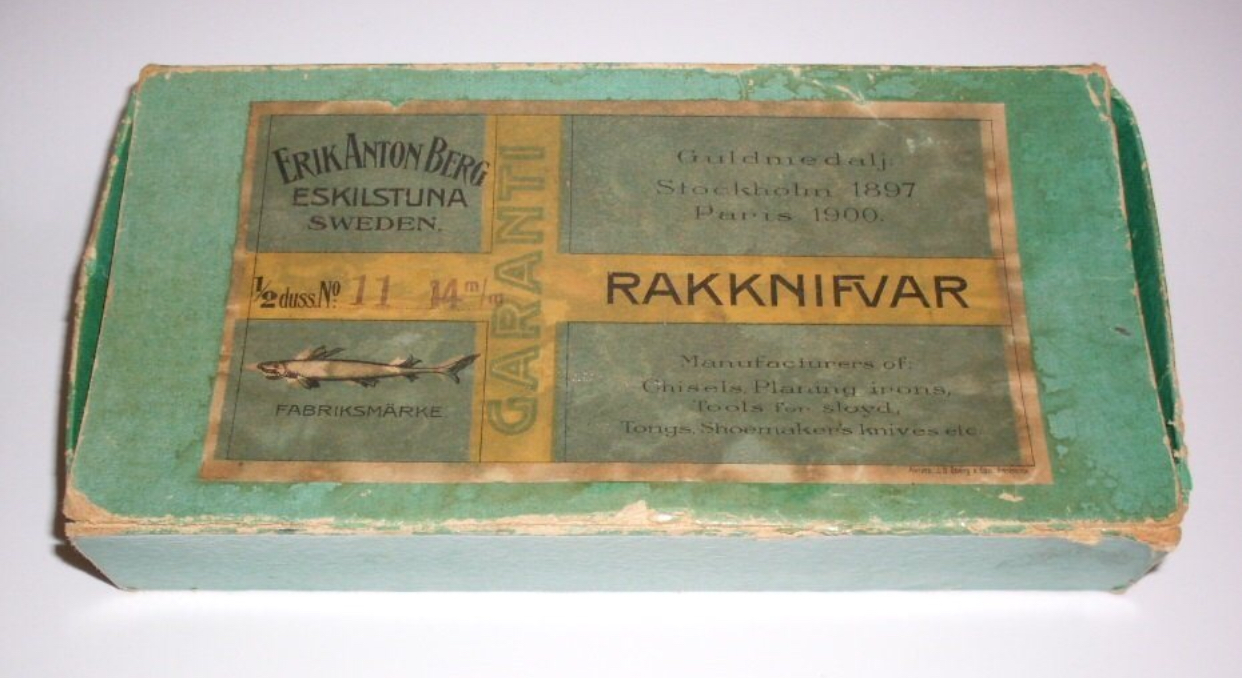 ERIK ANTON BERG
ESKILSTUNA
SWEDEN.
GARANTI
Guldmedalj.
Stockholm 1897
Paris 1900.
½ duss. No: 11 14 m/m
RAKKNIFVAR
FABRIKSMÄRKE
Manufacturers of:
Chisels, Planing irons,
Tools for sloyd,
Tongs, Shoemaker's knives etc.